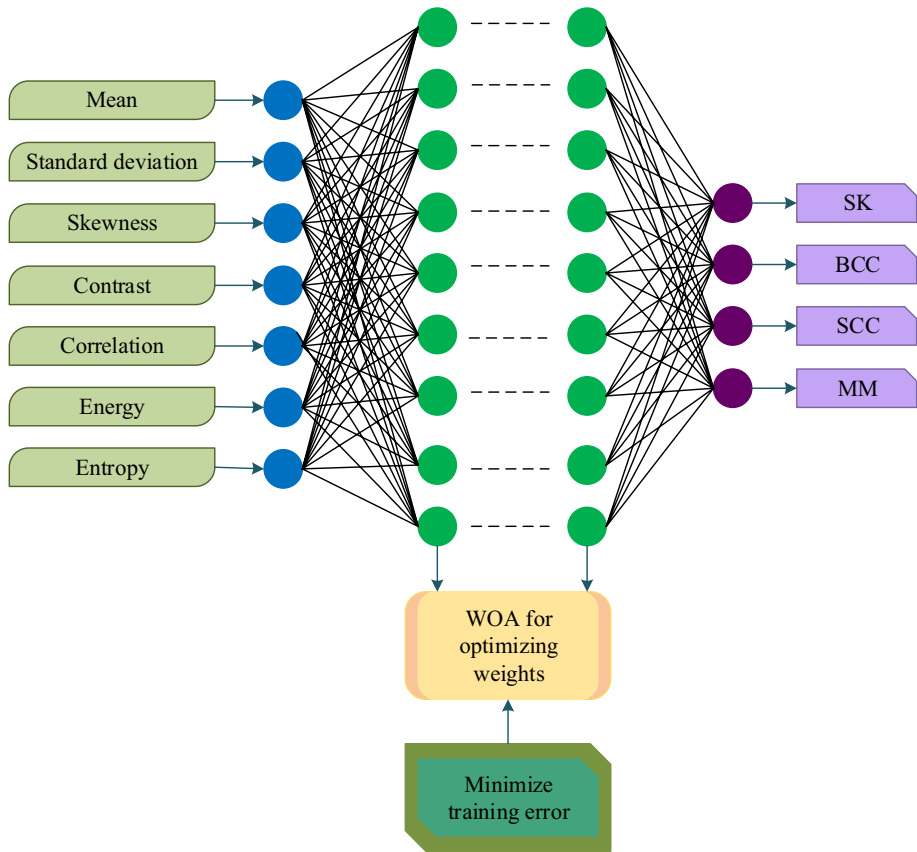 Mean
Standard deviation
Skewness
Contrast
Correlation
Energy
Entropy
SK
BCC
SCC
MM
WOA for
optimizing
weights
Minimize
training error